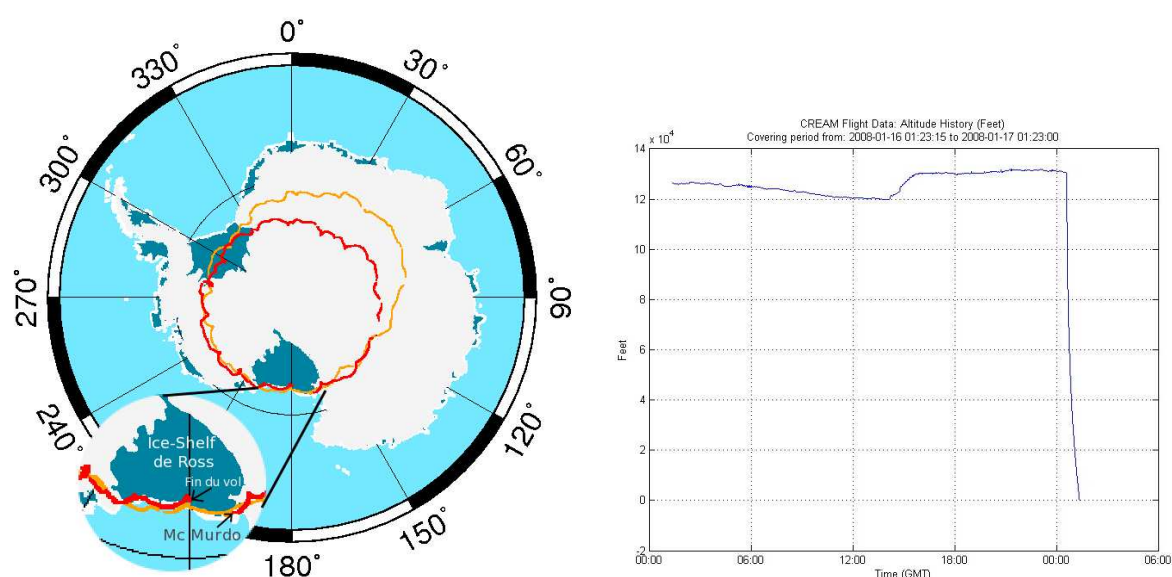 0°
30°
60°
90°
120°
150°
180°
240°
270°
300°
330°
Ice-Shelf
de Ross
Fin du vol
Mc Murdo
CREAM Flight Data: Altitude History (Feet)
Covering period from: 2008-01-16 01:23:15 to 2008-01-17 01:23:00
x 10⁴
14
12
10
8
6
4
2
0
-2
Feet
00:00 06:00 12:00 18:00 00:00 06:00
Time (GMT)